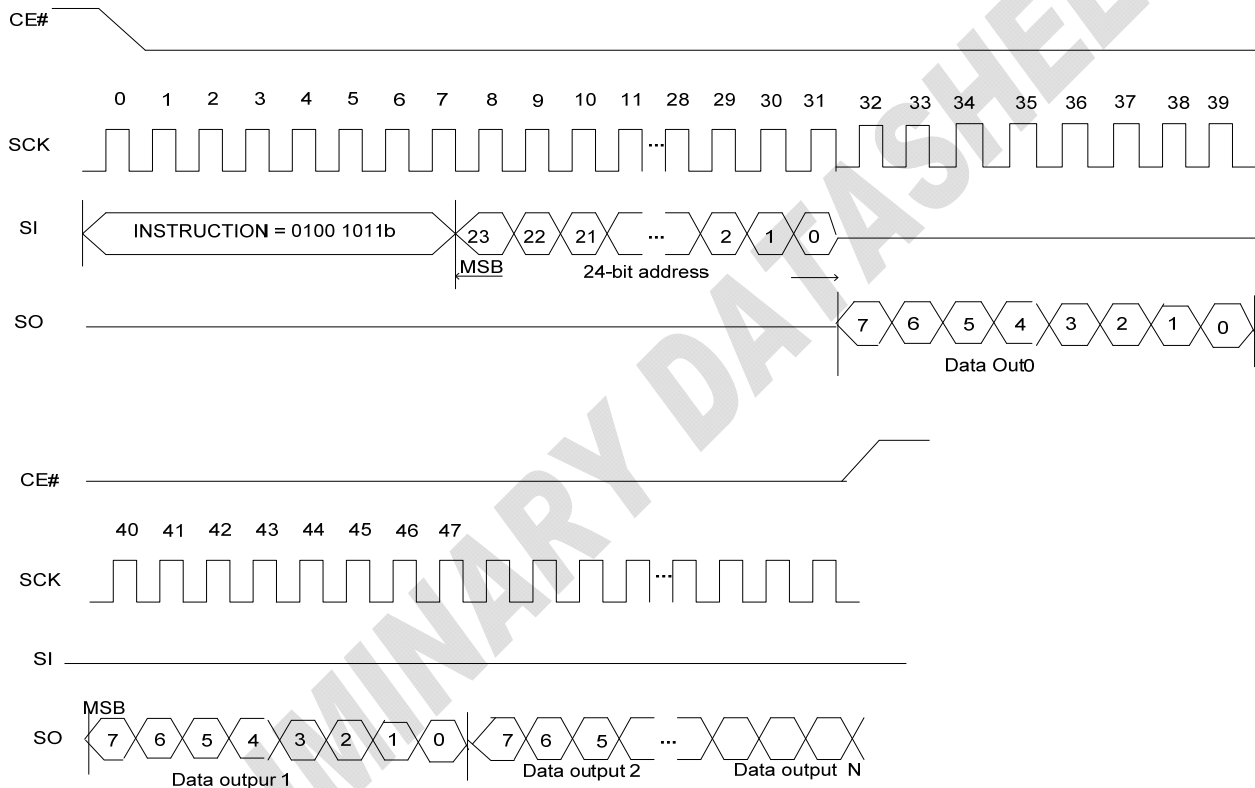 CE#
0 1 2 3 4 5 6 7 8 9 10 11 28 29 30 31 32 33 34 35 36 37 38 39
SCK ...
SI INSTRUCTION = 0100 1011b 23 22 21 ... 2 1 0
MSB 24-bit address
SO 7 6 5 4 3 2 1 0
Data Out0
CE#
40 41 42 43 44 45 46 47
SCK ...
SI
MSB
SO 7 6 5 4 3 2 1 0 7 6 5 ...
Data outpur 1 Data output 2 Data output N
MINARY DATASHEE